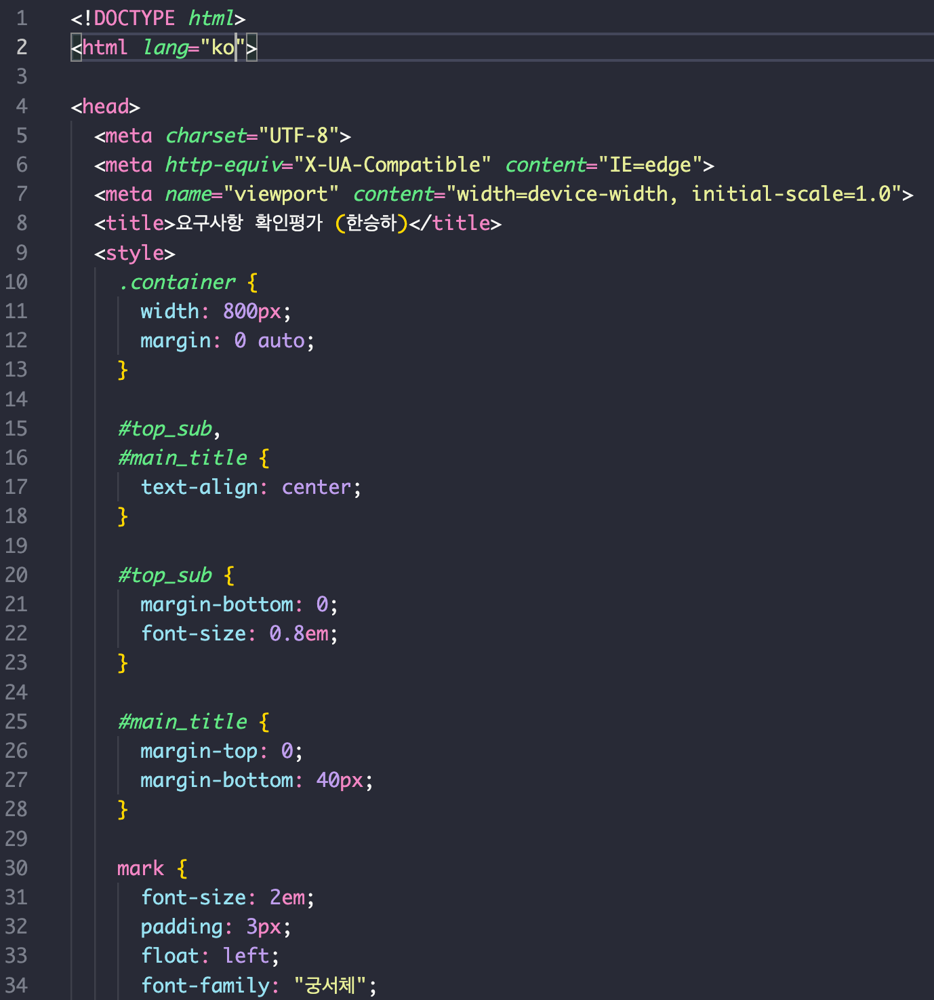 1 <!DOCTYPE html>
2 <html lang="ko">
3
4 <head>
5   <meta charset="UTF-8">
6   <meta http-equiv="X-UA-Compatible" content="IE=edge">
7   <meta name="viewport" content="width=device-width, initial-scale=1.0">
8   <title>요구사항 확인평가 (한승하)</title>
9   <style>
10     .container {
11       width: 800px;
12       margin: 0 auto;
13     }
14
15     #top_sub,
16     #main_title {
17       text-align: center;
18     }
19
20     #top_sub {
21       margin-bottom: 0;
22       font-size: 0.8em;
23     }
24
25     #main_title {
26       margin-top: 0;
27       margin-bottom: 40px;
28     }
29
30     mark {
31       font-size: 2em;
32       padding: 3px;
33       float: left;
34       font-family: "궁서체";